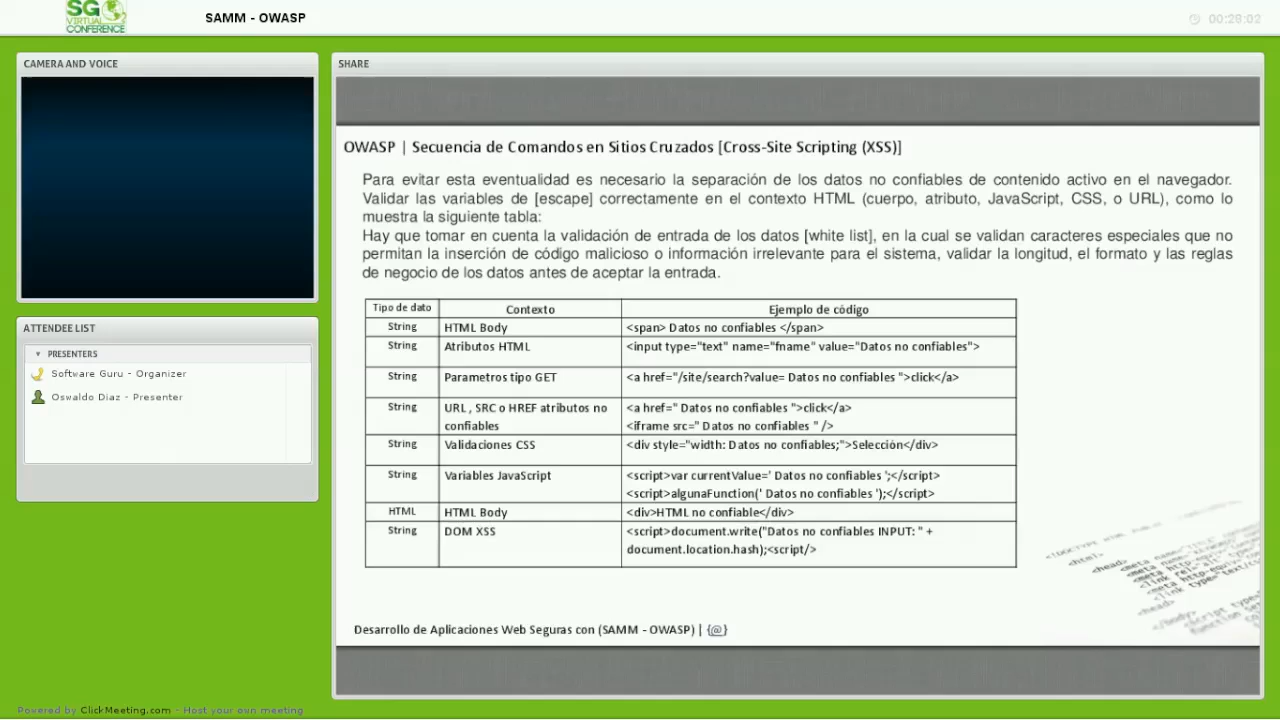 SG
VIRTUAL
CONFERENCE
SAMM - OWASP
00:28:02
CAMERA AND VOICE
SHARE
OWASP | Secuencia de Comandos en Sitios Cruzados [Cross-Site Scripting (XSS)]
Para evitar esta eventualidad es necesario la separación de los datos no confiables de contenido activo en el navegador.
Validar las variables de [escape] correctamente en el contexto HTML (cuerpo, atributo, JavaScript, CSS, o URL), como lo
muestra la siguiente tabla:
Hay que tomar en cuenta la validación de entrada de los datos [white list], en la cual se validan caracteres especiales que no
permitan la inserción de código malicioso o información irrelevante para el sistema, validar la longitud, el formato y las reglas
de negocio de los datos antes de aceptar la entrada.
Tipo de dato Contexto Ejemplo de código
String HTML Body <span> Datos no confiables </span>
String Atributos HTML <input type="text" name="fname" value="Datos no confiables">
String Parametros tipo GET <a href="/site/search?value= Datos no confiables ">click</a>
String URL , SRC o HREF atributos no confiables <a href=" Datos no confiables ">click</a>
<iframe src=" Datos no confiables " />
String Validaciones CSS <div style="width: Datos no confiables;">Selección</div>
String Variables JavaScript <script>var currentValue=' Datos no confiables ';</script>
<script>algunaFunction(' Datos no confiables ');</script>
HTML HTML Body <div>HTML no confiable</div>
String DOM XSS <script>document.write("Datos no confiables INPUT: " +
document.location.hash);<script/>
Desarrollo de Aplicaciones Web Seguras con (SAMM - OWASP) | {@}
ATTENDEE LIST
PRESENTERS
Software Guru - Organizer
Oswaldo Diaz - Presenter
Powered by ClickMeeting.com - Host your own meeting